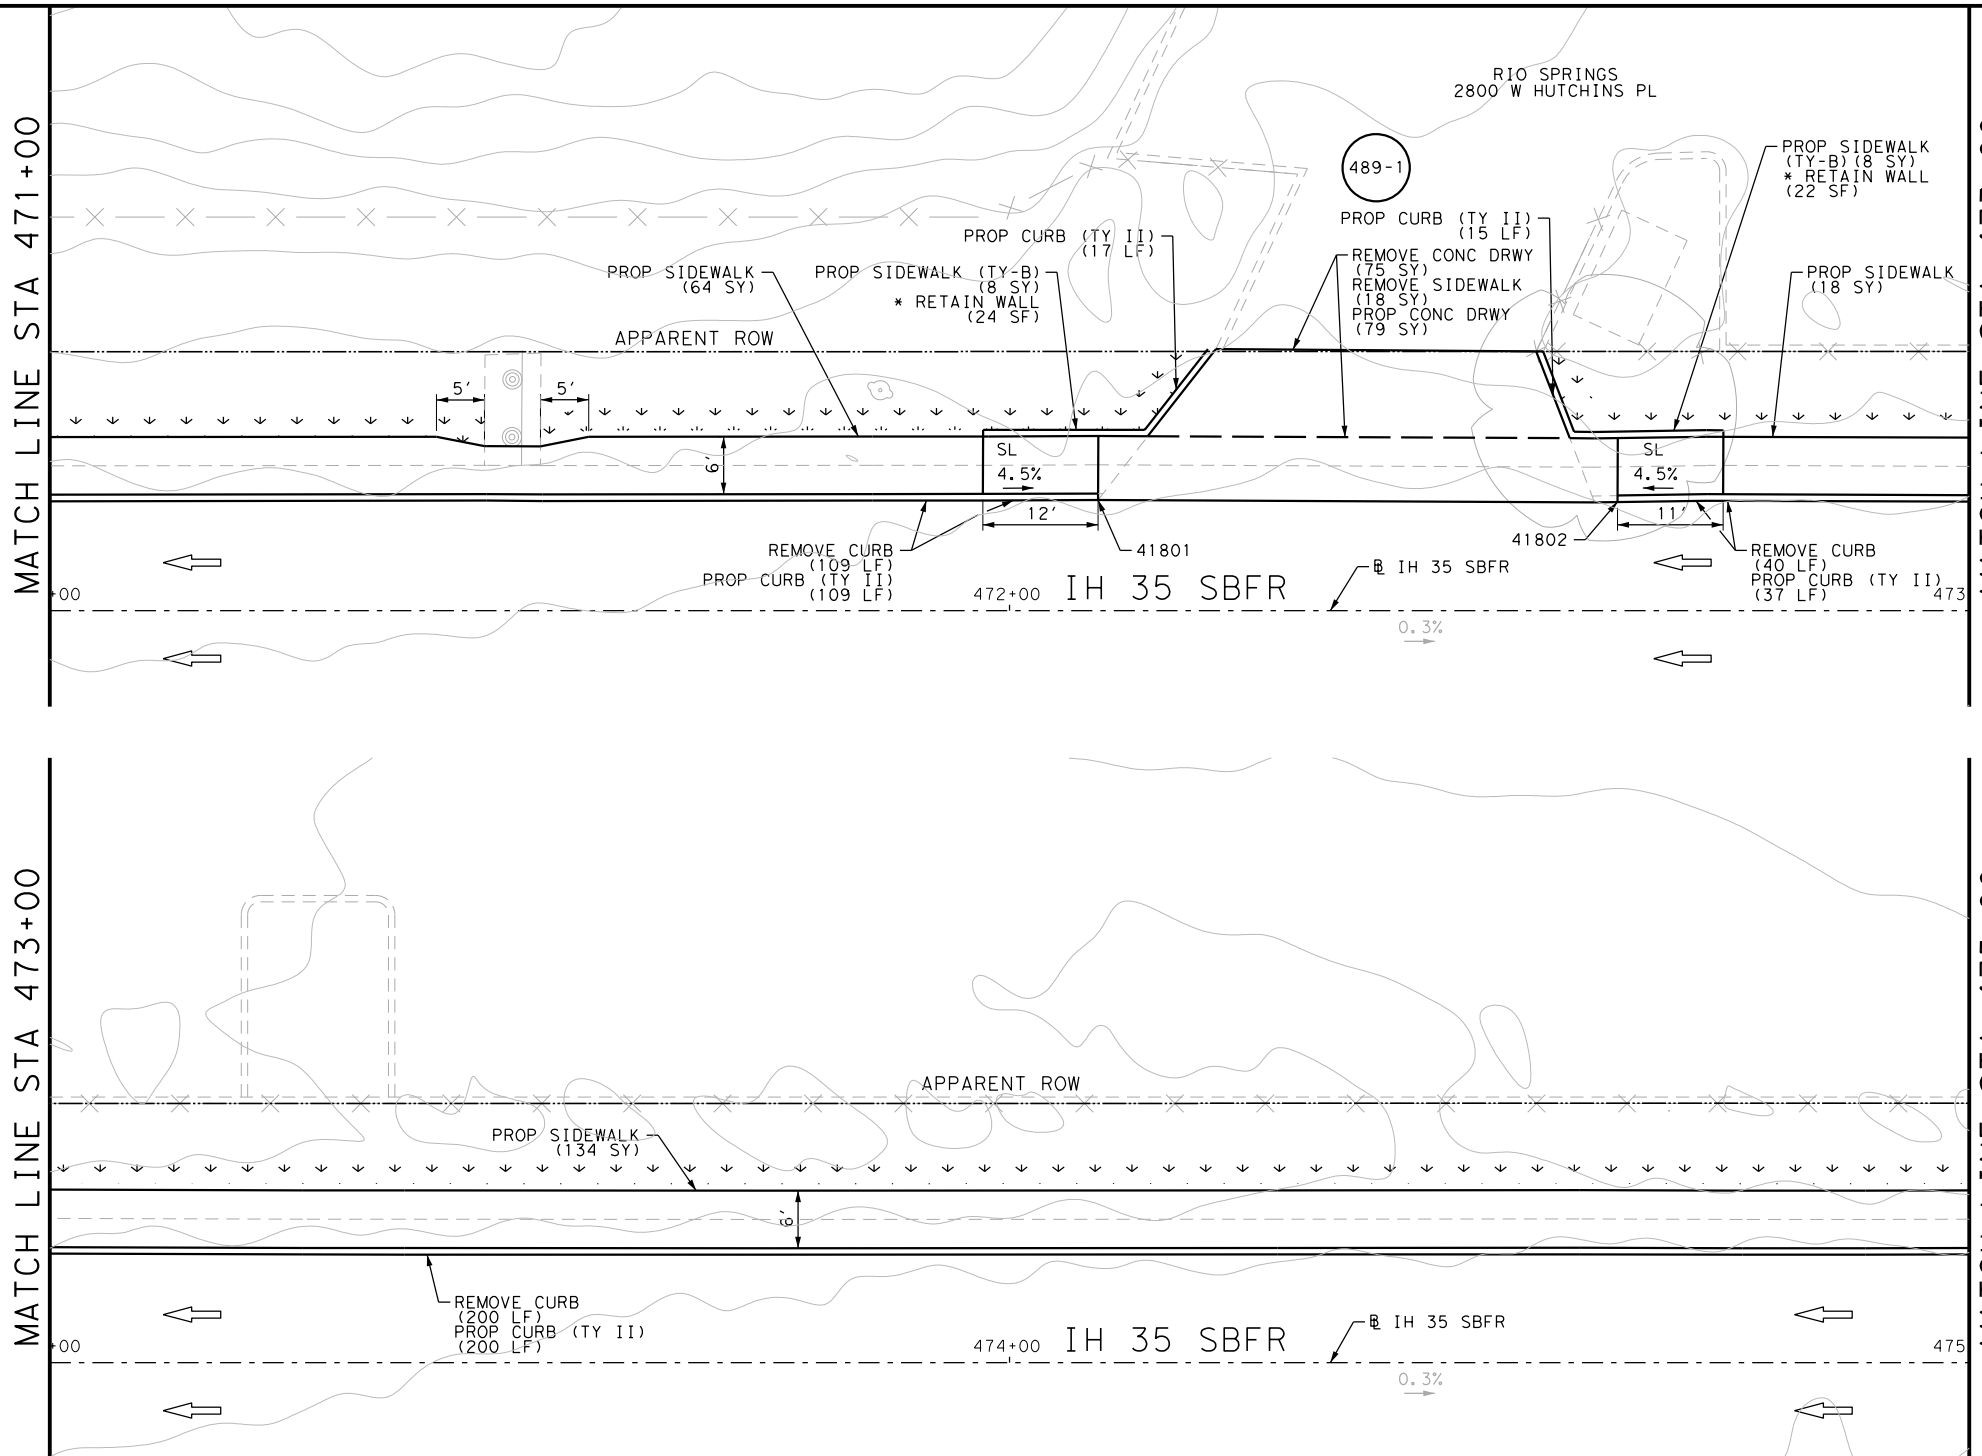 MATCH LINE STA 471+00
RIO SPRINGS
2800 W HUTCHINS PL
489-1
PROP SIDEWALK
(TY-B)(8 SY)
* RETAIN WALL
(22 SF)
PROP CURB (TY II)
(15 LF)
PROP CURB (TY II)
(17 LF)
REMOVE CONC DRWY
(75 SY)
REMOVE SIDEWALK
(18 SY)
PROP CONC DRWY
(79 SY)
PROP SIDEWALK
(64 SY)
PROP SIDEWALK (TY-B)
(8 SY)
* RETAIN WALL
(24 SF)
PROP SIDEWALK
(18 SY)
APPARENT ROW
5'
5'
6'
SL
4.5%
12'
SL
4.5%
11'
REMOVE CURB
(109 LF)
PROP CURB (TY II)
(109 LF)
41801
41802
REMOVE CURB
(40 LF)
PROP CURB (TY II)
(37 LF)
+00
472+00
IH 35 SBFR
BL IH 35 SBFR
473
0.3%
MATCH LINE STA 473+00
APPARENT ROW
PROP SIDEWALK
(134 SY)
6'
REMOVE CURB
(200 LF)
PROP CURB (TY II)
(200 LF)
+00
474+00
IH 35 SBFR
BL IH 35 SBFR
475
0.3%